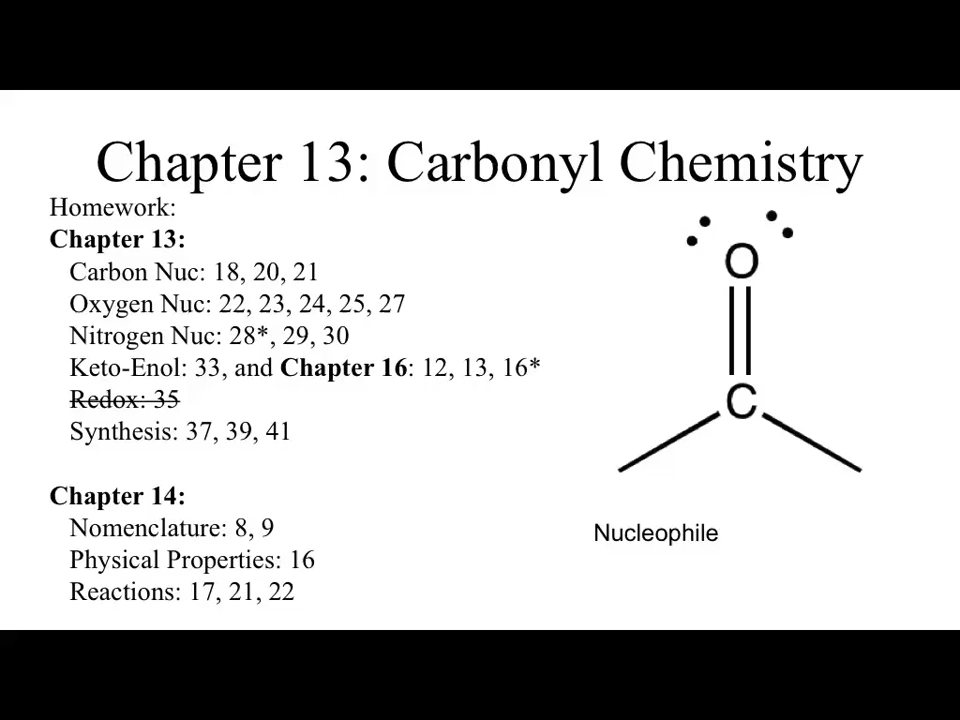 Chapter 13: Carbonyl Chemistry
Homework:
Chapter 13:
Carbon Nuc: 18, 20, 21
Oxygen Nuc: 22, 23, 24, 25, 27
Nitrogen Nuc: 28*, 29, 30
Keto-Enol: 33, and Chapter 16: 12, 13, 16*
Redox: 35
Synthesis: 37, 39, 41
Chapter 14:
Nomenclature: 8, 9
Physical Properties: 16
Reactions: 17, 21, 22
O
C
Nucleophile